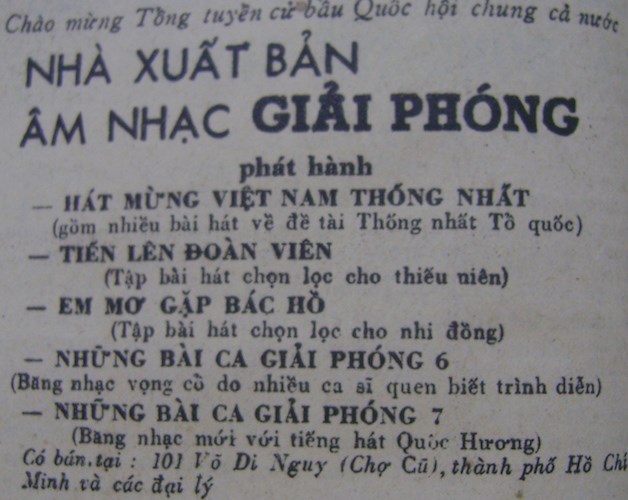 Chào mừng Tổng tuyển cử bầu Quốc hội chung cả nước
NHÀ XUẤT BẢN
ÂM NHẠC GIẢI PHÓNG
phát hành
— HÁT MỪNG VIỆT NAM THỐNG NHẤT
(gồm nhiều bài hát về đề tài Thống nhất Tổ quốc)
— TIẾN LÊN ĐOÀN VIÊN
(Tập bài hát chọn lọc cho thiếu niên)
— EM MƠ GẶP BÁC HỒ
(Tập bài hát chọn lọc cho nhi đồng)
— NHỮNG BÀI CA GIẢI PHÓNG 6
(Băng nhạc vọng cổ do nhiều ca sĩ quen biết trình diễn)
— NHỮNG BÀI CA GIẢI PHÓNG 7
(Băng nhạc mới với tiếng hát Quốc Hương)
Có bán.tại : 101 Võ Di Nguy (Chợ Cũ), thành phố Hồ Chí
Minh và các đại lý